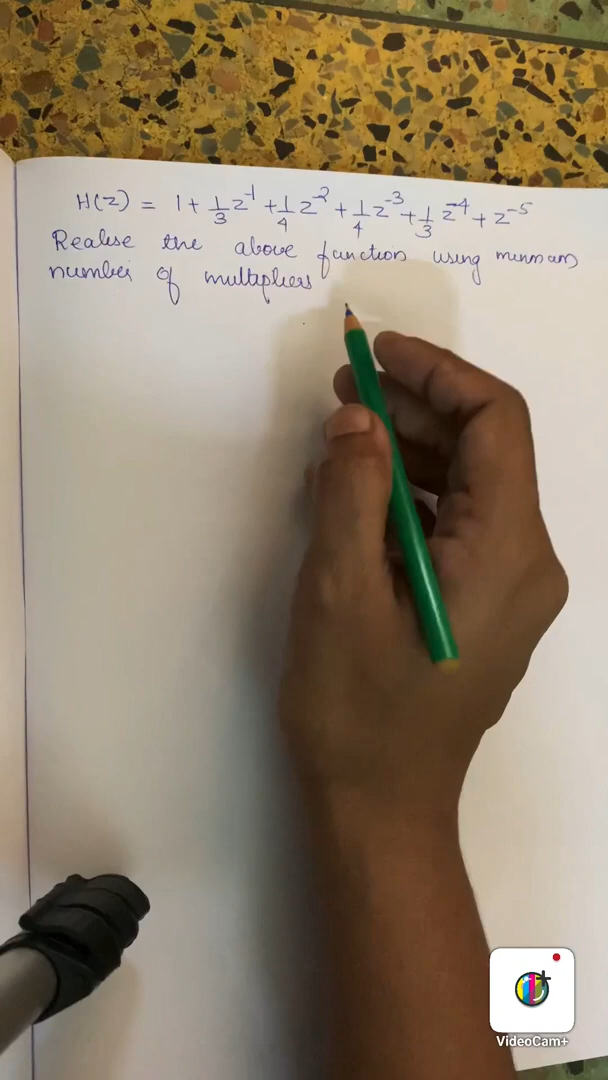 H(z) = 1 + 1/3 z^-1 + 1/4 z^-2 + 1/4 z^-3 + 1/3 z^-4 + z^-5
Realise the above function using
number of multipliers
VideoCam+